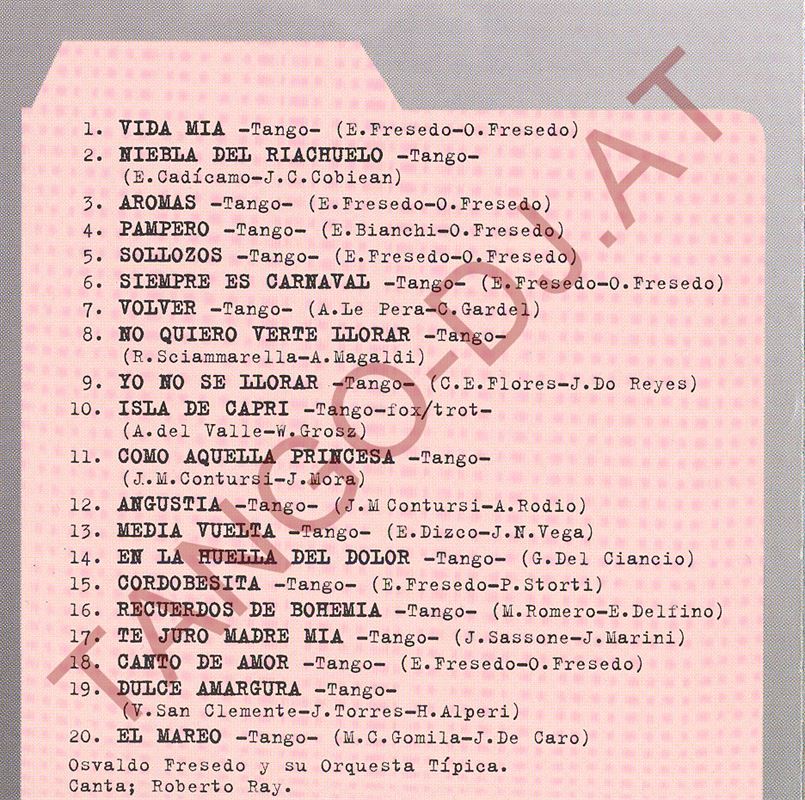 1. VIDA MIA -Tango- (E.Fresedo-O.Fresedo)
2. NIEBLA DEL RIACHUELO -Tango-
(E.Cadícamo-J.C.Cobiean)
3. AROMAS -Tango- (E.Fresedo-O.Fresedo)
4. PAMPERO -Tango- (E.Bianchi-O.Fresedo)
5. SOLLOZOS -Tango- (E.Fresedo-O.Fresedo)
6. SIEMPRE ES CARNAVAL -Tango- (E.Fresedo-O.Fresedo)
7. VOLVER -Tango- (A.Le Pera-C.Gardel)
8. NO QUIERO VERTE LLORAR -Tango-
(R.Sciammarella-A.Magaldi)
9. YO NO SE LLORAR -Tango- (C.E.Flores-J.Do Reyes)
10. ISLA DE CAPRI -Tango-fox/trot-
(A.del Valle-W.Grosz)
11. COMO AQUELLA PRINCESA -Tango-
(J.M.Contursi-J.Mora)
12. ANGUSTIA -Tango- (J.M Contursi-A.Rodio)
13. MEDIA VUELTA -Tango- (E.Dizco-J.N.Vega)
14. EN LA HUELLA DEL DOLOR -Tango- (G.Del Ciancio)
15. CORDOBESITA -Tango- (E.Fresedo-P.Storti)
16. RECUERDOS DE BOHEMIA -Tango- (M.Romero-E.Delfino)
17. TE JURO MADRE MIA -Tango- (J.Sassone-J.Marini)
18. CANTO DE AMOR -Tango- (E.Fresedo-O.Fresedo)
19. DULCE AMARGURA -Tango-
(V.San Clemente-J.Torres-H.Alperi)
20. EL MAREO -Tango- (M.C.Gomila-J.De Caro)
Osvaldo Fresedo y su Orquesta Típica.
Canta; Roberto Ray.
TANGO-DJ.AT